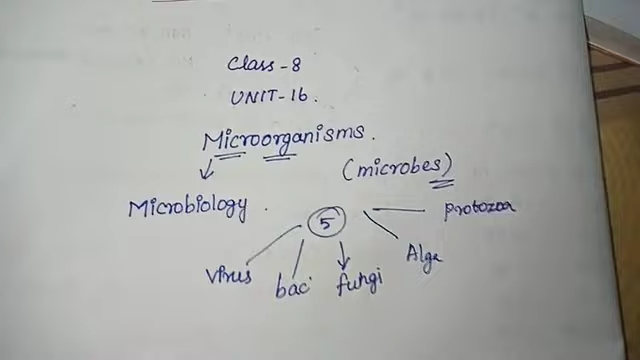 Class - 8
UNIT - 16.
Microorganisms.
(microbes)
Microbiology.
5
protozoa
Alga
virus
bac
fungi